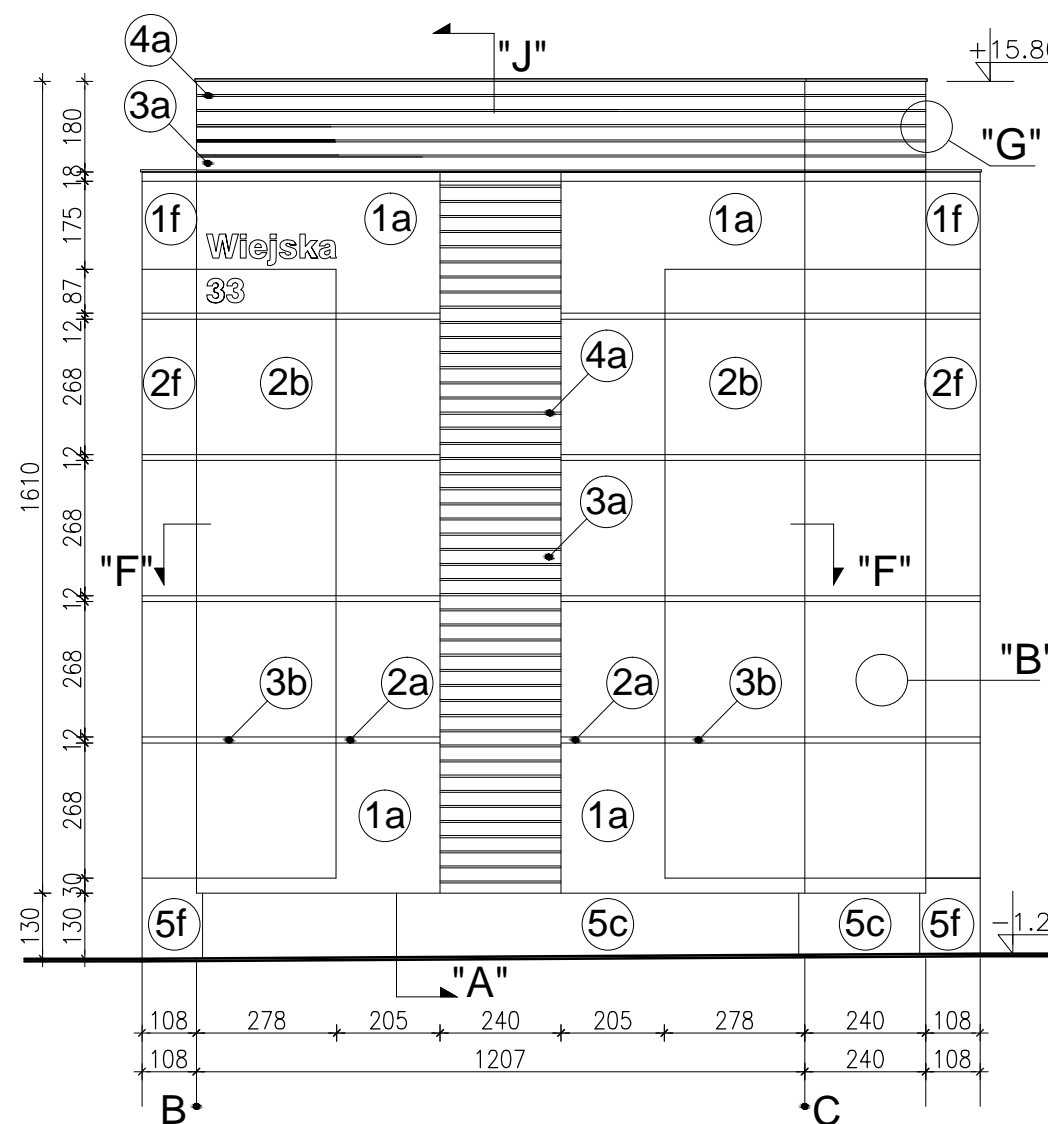 4a
"J"
+15.80
3a
"G"
180
18
1f
1a
1a
1f
175
Wiejska
33
87
12
4a
2f
2b
2b
2f
268
12
1610
3a
268
"F"
"F"
12
3b
2a
2a
3b
"B"
268
12
1a
1a
268
30
5f
5c
5c
5f
130
130
-1.2
"A"
108
278
205
240
205
278
240
108
108
1207
240
108
B
C